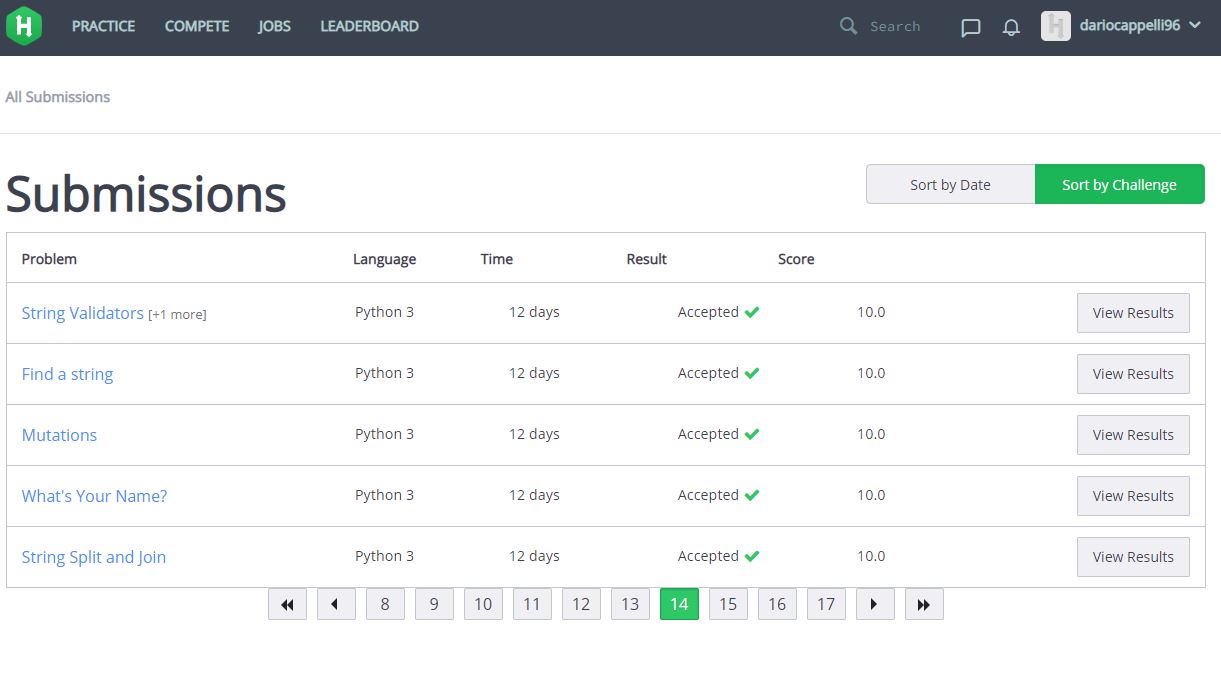 PRACTICE COMPETE JOBS LEADERBOARD Search dariocappelli96
All Submissions
Submissions
Sort by Date Sort by Challenge
Problem Language Time Result Score
String Validators [+1 more] Python 3 12 days Accepted 10.0 View Results
Find a string Python 3 12 days Accepted 10.0 View Results
Mutations Python 3 12 days Accepted 10.0 View Results
What's Your Name? Python 3 12 days Accepted 10.0 View Results
String Split and Join Python 3 12 days Accepted 10.0 View Results
8 9 10 11 12 13 14 15 16 17